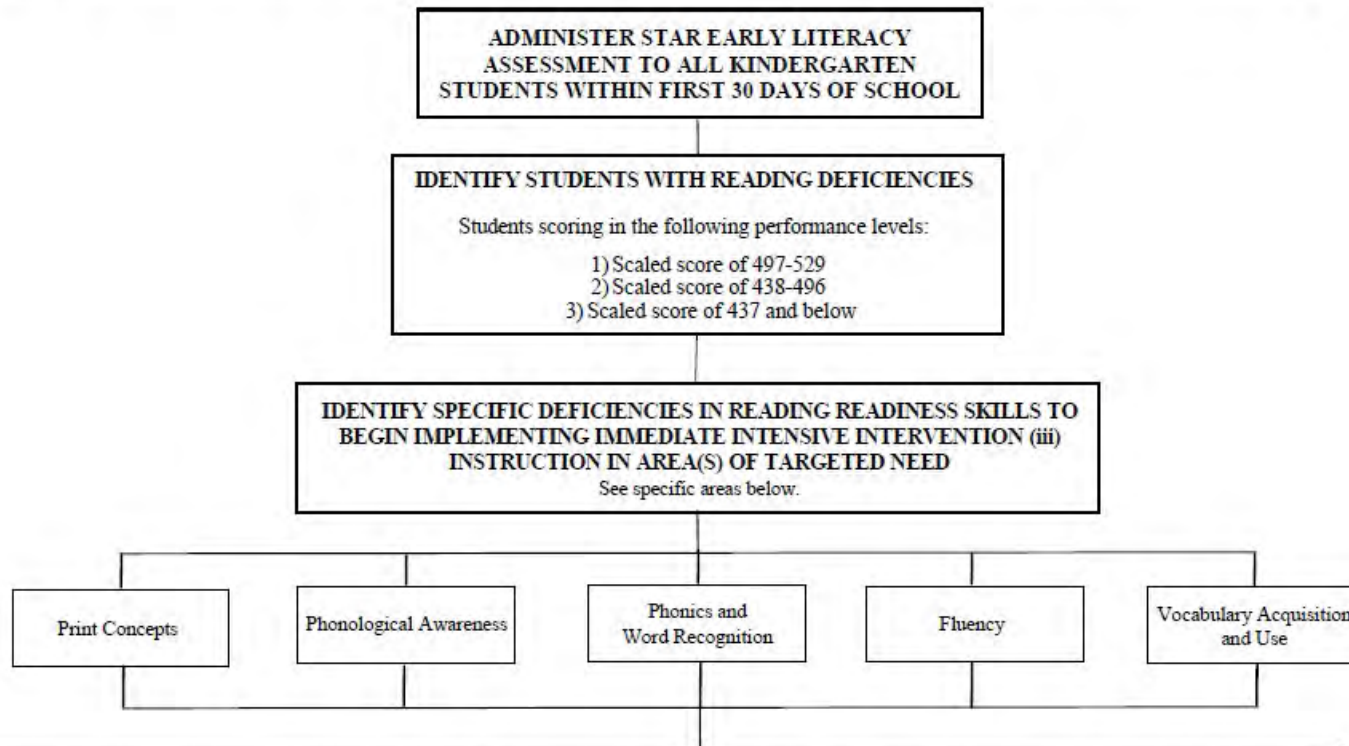 ADMINISTER STAR EARLY LITERACY
ASSESSMENT TO ALL KINDERGARTEN
STUDENTS WITHIN FIRST 30 DAYS OF SCHOOL
IDENTIFY STUDENTS WITH READING DEFICIENCIES
Students scoring in the following performance levels:
1) Scaled score of 497-529
2) Scaled score of 438-496
3) Scaled score of 437 and below
IDENTIFY SPECIFIC DEFICIENCIES IN READING READINESS SKILLS TO
BEGIN IMPLEMENTING IMMEDIATE INTENSIVE INTERVENTION (iii)
INSTRUCTION IN AREA(S) OF TARGETED NEED
See specific areas below.
Print Concepts
Phonological Awareness
Phonics and
Word Recognition
Fluency
Vocabulary Acquisition
and Use